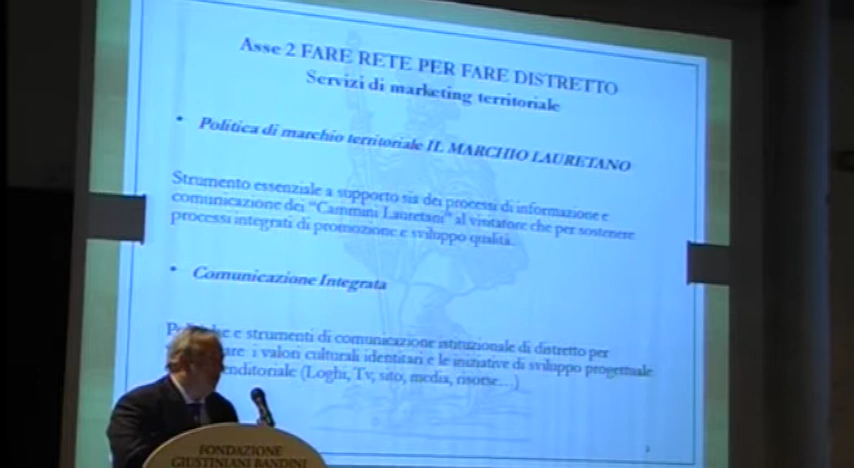 Asse 2 FARE RETE PER FARE DISTRETTO
Servizi di marketing territoriale
• Politica di marchio territoriale IL MARCHIO LAURETANO
Strumento essenziale a supporto sia dei processi di informazione e
comunicazione dei "Cammini Lauretani" al visitatore che per sostenere
processi integrati di promozione e sviluppo qualità.
• Comunicazione Integrata
e strumenti di comunicazione istituzionale di distretto per
i valori culturali identitari e le iniziative di sviluppo progettuale
(Loghi, Tv, sito, media, risorse…)
FONDAZIONE
GIUSTINIANI BANDINI